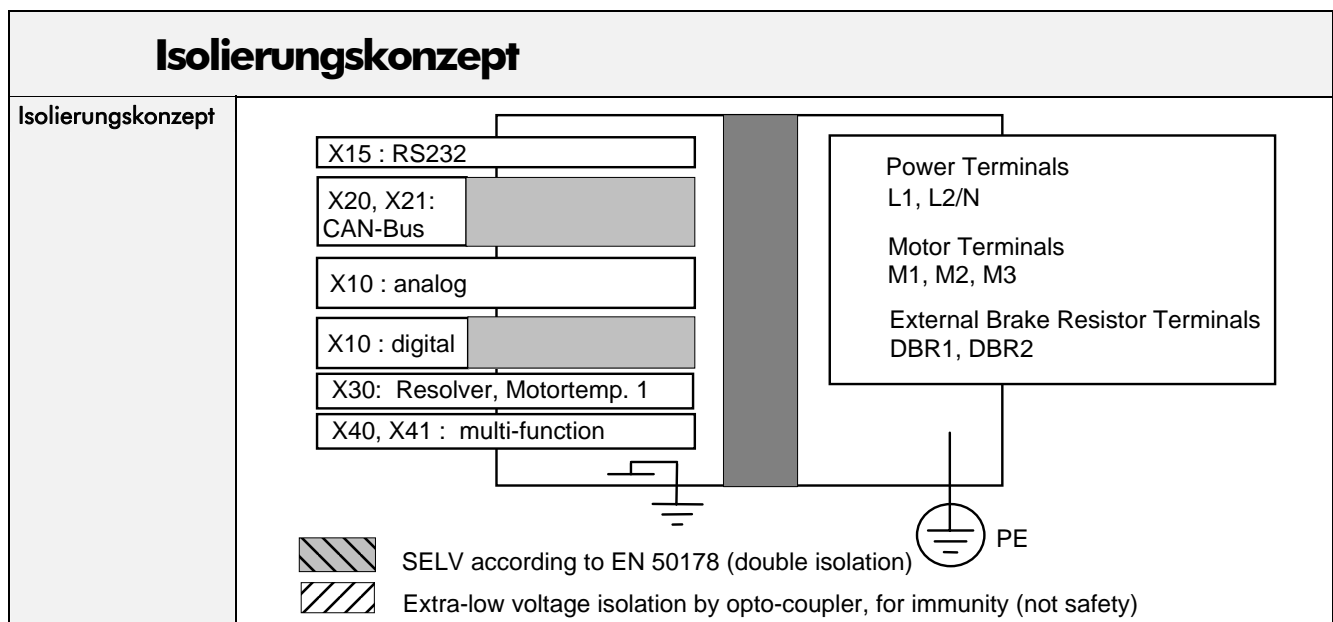 Isolierungskonzept
Isolierungskonzept
X15 : RS232
X20, X21:
CAN-Bus
X10 : analog
X10 : digital
X30: Resolver, Motortemp. 1
X40, X41 : multi-function
Power Terminals
L1, L2/N
Motor Terminals
M1, M2, M3
External Brake Resistor Terminals
DBR1, DBR2
PE
SELV according to EN 50178 (double isolation)
Extra-low voltage isolation by opto-coupler, for immunity (not safety)